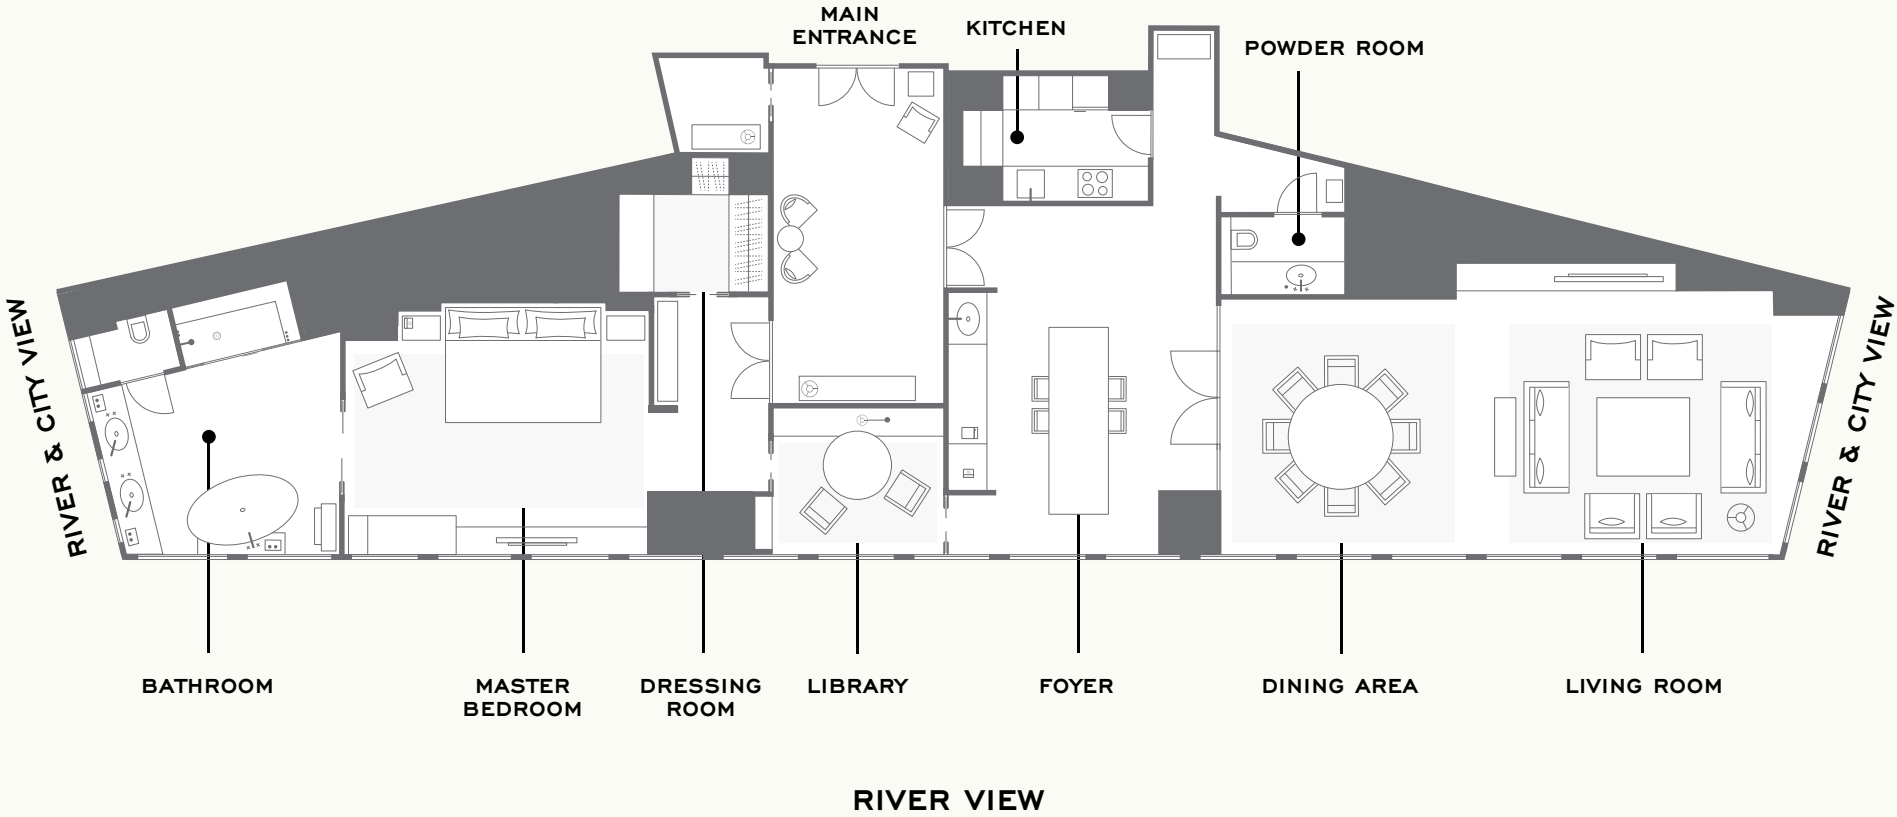 MAIN
ENTRANCE
KITCHEN
POWDER ROOM
RIVER & CITY VIEW
RIVER & CITY VIEW
BATHROOM
MASTER
BEDROOM
DRESSING
ROOM
LIBRARY
FOYER
DINING AREA
LIVING ROOM
RIVER VIEW